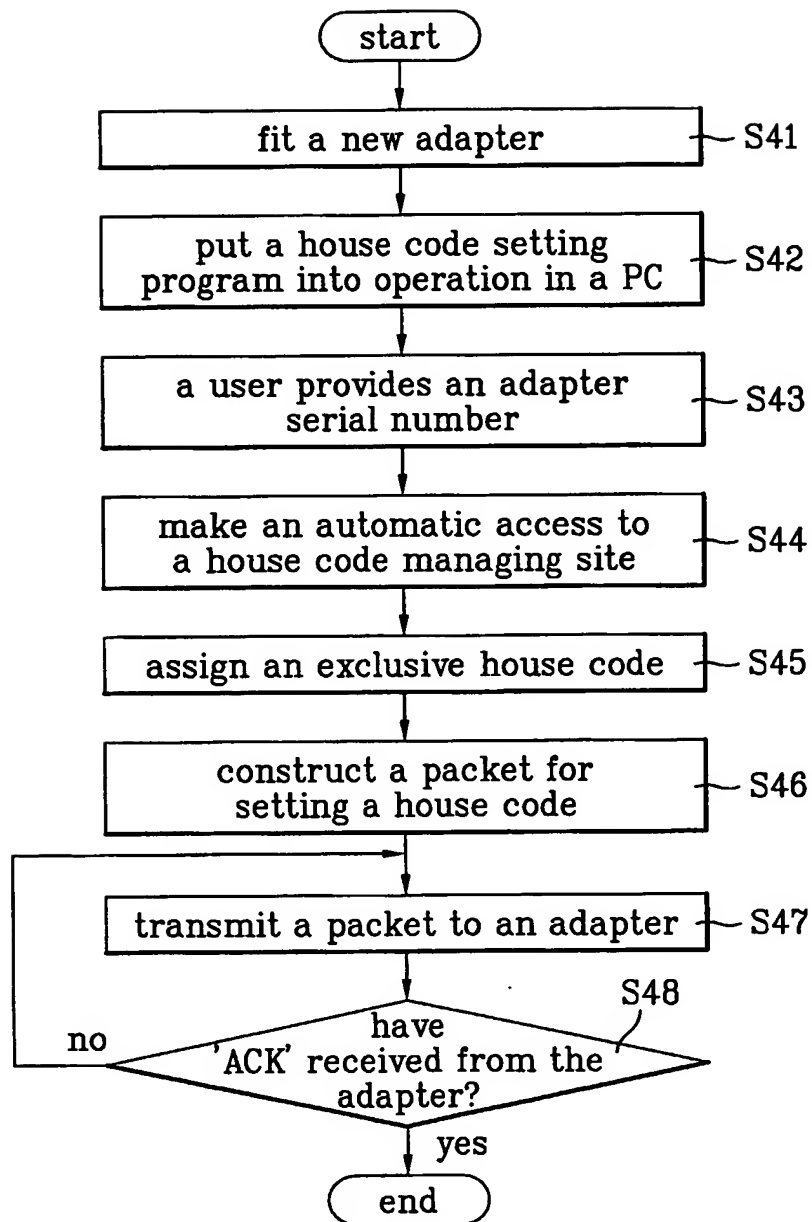 start
fit a new adapter
S41
put a house code setting
program into operation in a PC
S42
a user provides an adapter
serial number
S43
make an automatic access to
a house code managing site
S44
assign an exclusive house code
S45
construct a packet for
setting a house code
S46
transmit a packet to an adapter
S47
S48
have
'ACK' received from the
adapter?
no
yes
end